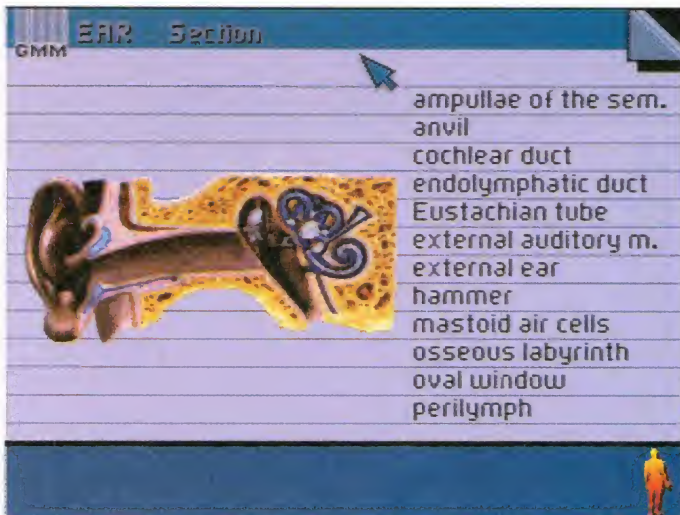 EAR Section
GMM
ampullae of the sem.
anvil
cochlear duct
endolymphatic duct
Eustachian tube
external auditory m.
external ear
hammer
mastoid air cells
osseous labyrinth
oval window
perilymph